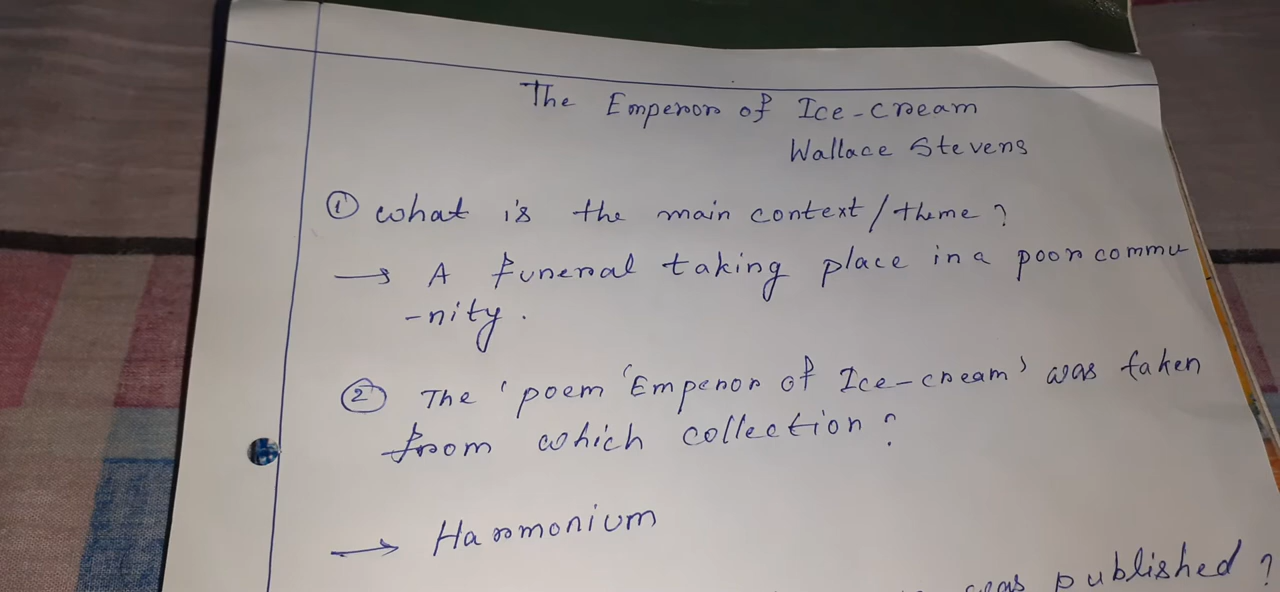 The Emperor of Ice-cream
Wallace Stevens
① What is the main context/theme?
→ A funeral taking place in a poor commu
-nity.
② The 'poem 'Emperor of Ice-cream' was taken
from which collection?
→ Harmonium
was published?